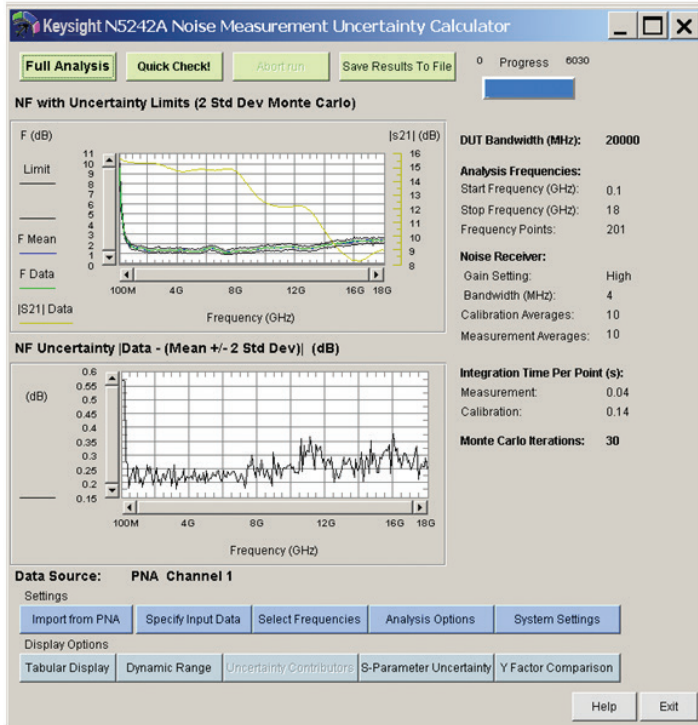 Keysight N5242A Noise Measurement Uncertainty Calculator
Full Analysis
Quick Check!
Abort run
Save Results To File
0 Progress 6030
NF with Uncertainty Limits (2 Std Dev Monte Carlo)
F (dB)
|s21| (dB)
Limit
F Mean
F Data
|S21| Data
11
10
9
8
7
6
5
4
3
2
1
0
16
15
14
13
12
11
10
9
8
100M 4G 8G 12G 16G 18G
Frequency (GHz)
NF Uncertainty |Data - (Mean +/- 2 Std Dev)| (dB)
(dB)
0.6
0.55
0.5
0.45
0.4
0.35
0.3
0.25
0.2
0.15
100M 4G 8G 12G 16G 18G
Frequency (GHz)
DUT Bandwidth (MHz): 20000
Analysis Frequencies:
Start Frequency (GHz): 0.1
Stop Frequency (GHz): 18
Frequency Points: 201
Noise Receiver:
Gain Setting: High
Bandwidth (MHz): 4
Calibration Averages: 10
Measurement Averages: 10
Integration Time Per Point (s):
Measurement: 0.04
Calibration: 0.14
Monte Carlo Iterations: 30
Data Source: PNA Channel 1
Settings
Import from PNA
Specify Input Data
Select Frequencies
Analysis Options
System Settings
Display Options
Tabular Display
Dynamic Range
Uncertainty Contributors
S-Parameter Uncertainty
Y Factor Comparison
Help
Exit